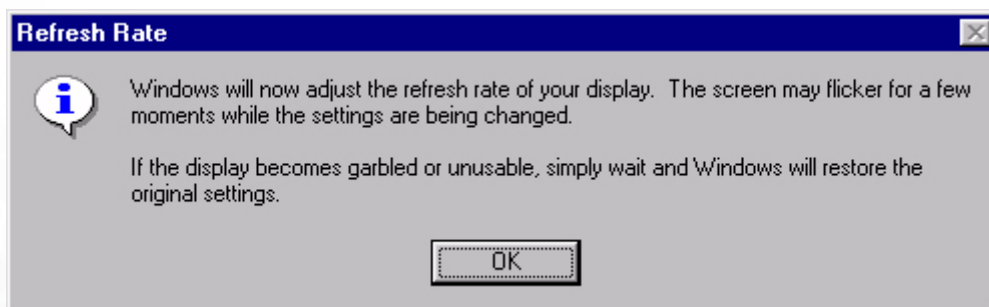 Refresh Rate
Windows will now adjust the refresh rate of your display.  The screen may flicker for a few
moments while the settings are being changed.
If the display becomes garbled or unusable, simply wait and Windows will restore the
original settings.
OK